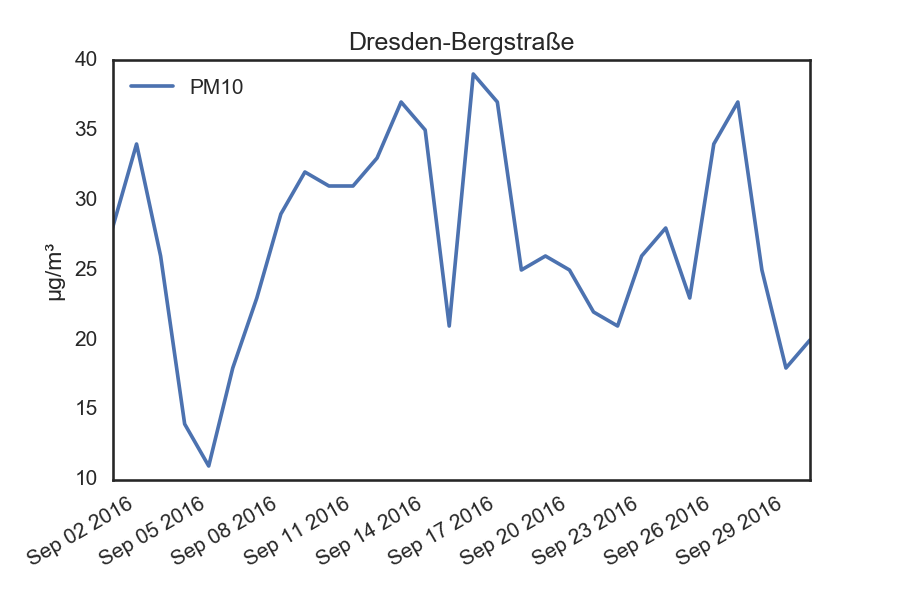 Dresden-Bergstraße
PM10
µg/m³
40
35
30
25
20
15
10
Sep 02 2016
Sep 05 2016
Sep 08 2016
Sep 11 2016
Sep 14 2016
Sep 17 2016
Sep 20 2016
Sep 23 2016
Sep 26 2016
Sep 29 2016